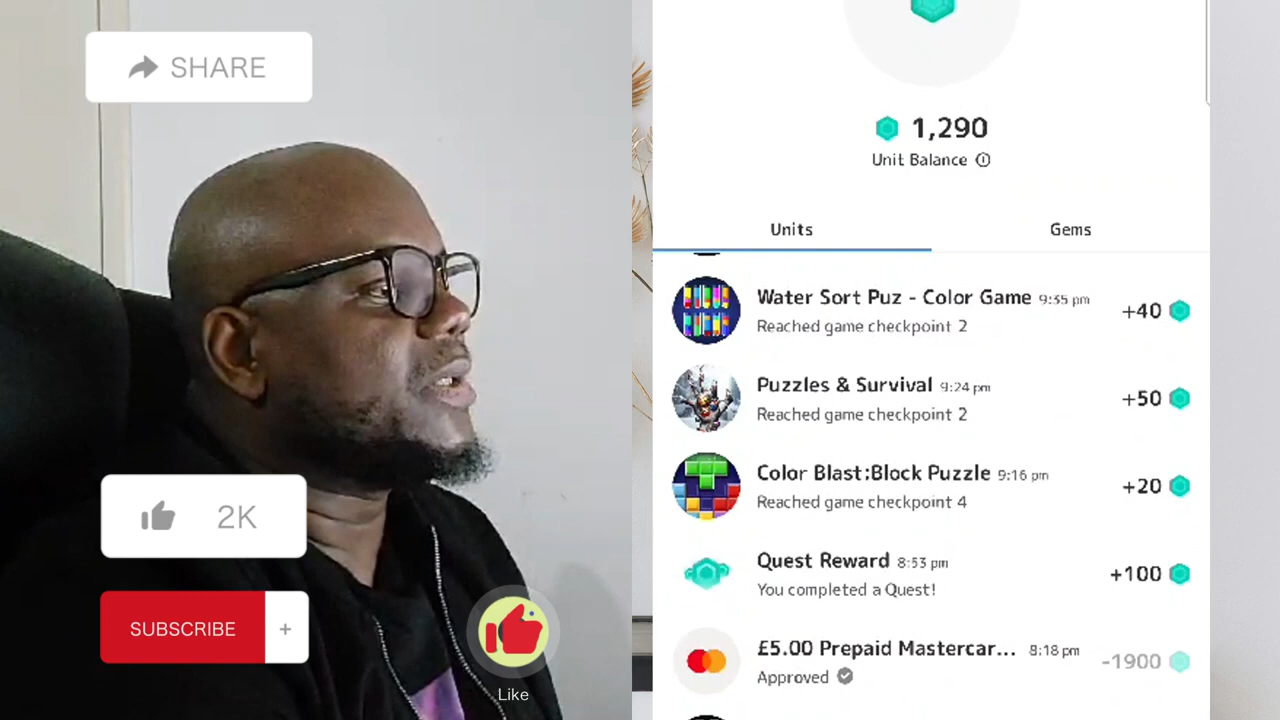 SHARE
2K
SUBSCRIBE +
Like
1,290
Unit Balance
Units
Gems
Water Sort Puz - Color Game 9:35 pm
Reached game checkpoint 2
+40
Puzzles & Survival 9:24 pm
Reached game checkpoint 2
+50
Color Blast:Block Puzzle 9:16 pm
Reached game checkpoint 4
+20
Quest Reward 8:53 pm
You completed a Quest!
+100
£5.00 Prepaid Mastercar... 8:18 pm
Approved
-1900